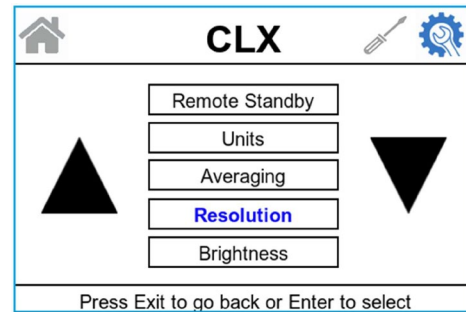 CLX
Remote Standby
Units
Averaging
Resolution
Brightness
Press Exit to go back or Enter to select